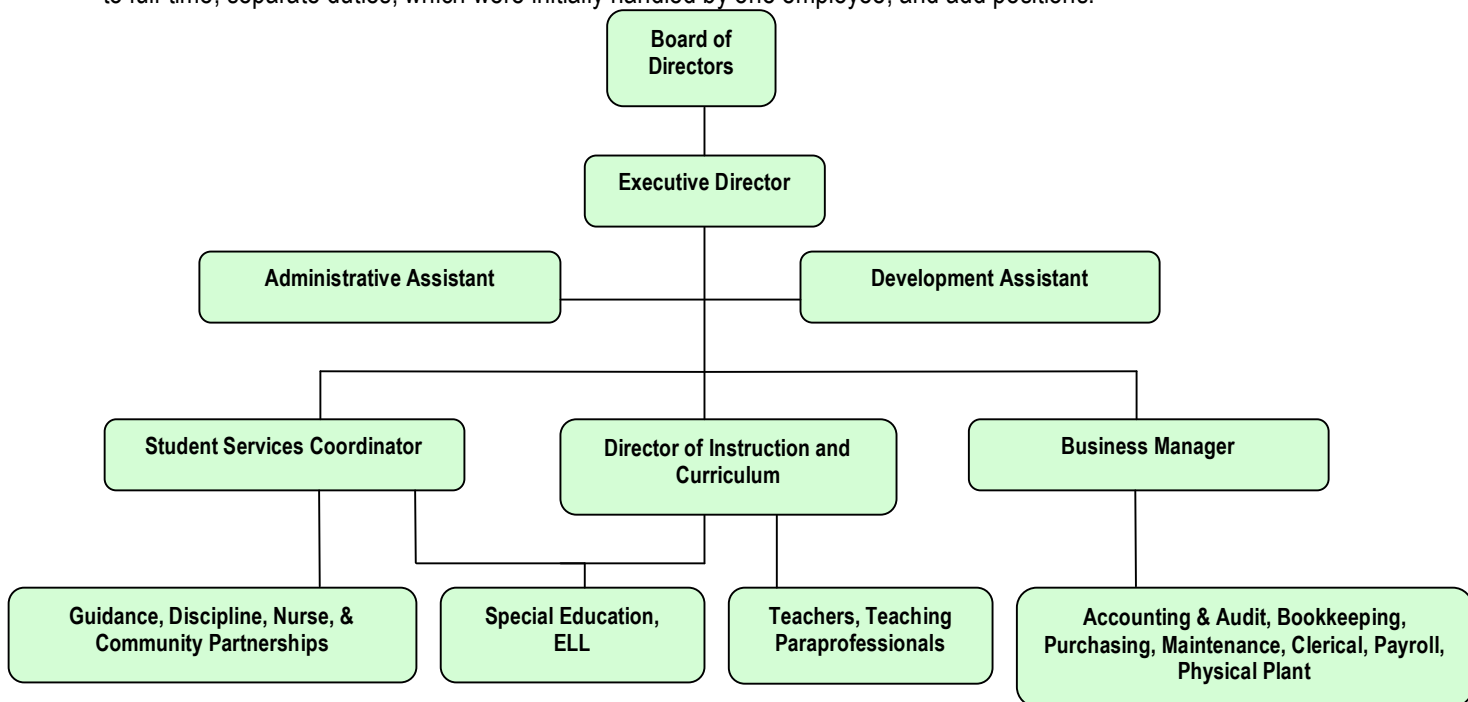 to full-time, separate duties, which were initially handled by one employee, and add positions.
Board of
Directors
Executive Director
Administrative Assistant
Development Assistant
Student Services Coordinator
Director of Instruction and
Curriculum
Business Manager
Guidance, Discipline, Nurse, &
Community Partnerships
Special Education,
ELL
Teachers, Teaching
Paraprofessionals
Accounting & Audit, Bookkeeping,
Purchasing, Maintenance, Clerical, Payroll,
Physical Plant